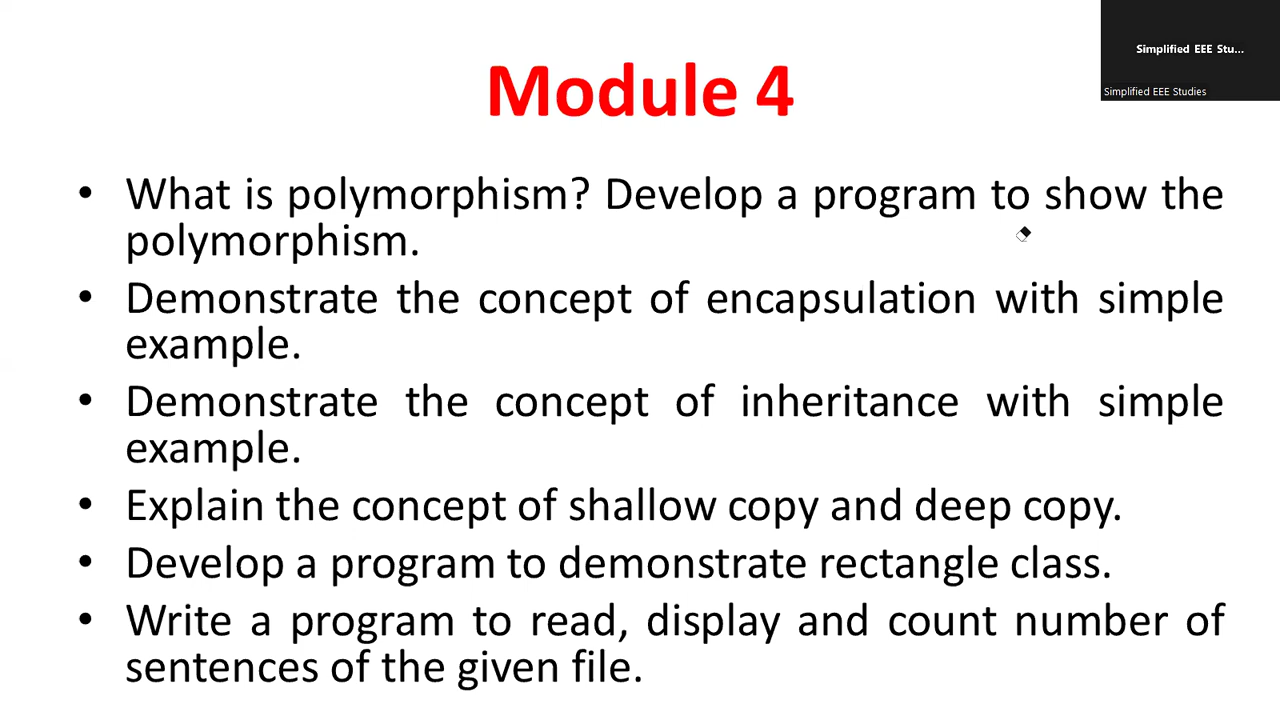 Simplified EEE Stu...
Simplified EEE Studies
Module 4
• What is polymorphism? Develop a program to show the
polymorphism.
• Demonstrate the concept of encapsulation with simple
example.
• Demonstrate the concept of inheritance with simple
example.
• Explain the concept of shallow copy and deep copy.
• Develop a program to demonstrate rectangle class.
• Write a program to read, display and count number of
sentences of the given file.